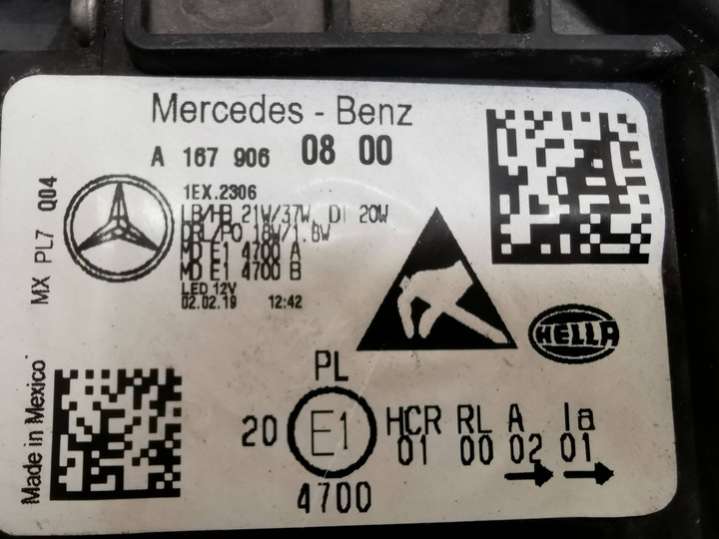 Mercedes - Benz
A 167 906 08 00
1EX.2306
LB/HB 21W/37W, DI 20W
DRL/PO 18W/1.8W
MD E1 4700 A
MD E1 4700 B
LED 12V
02.02.19 12:42
MX PL7 Q04
HELLA
Made in Mexico
PL
20 E1 HCR RL A Ia
01 00 02 01
4700